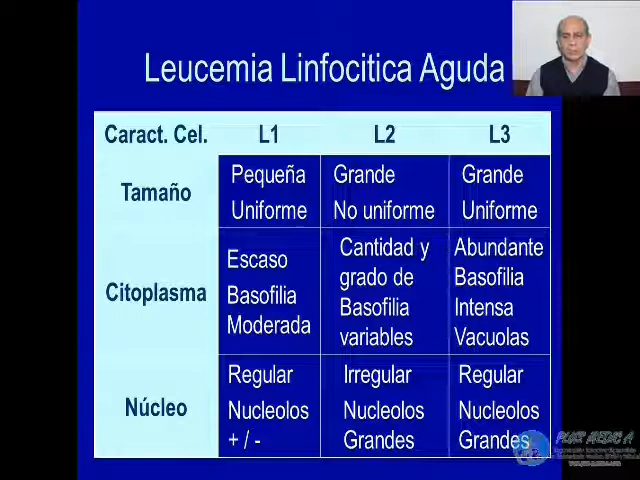 Leucemia Linfocitica Aguda
Caract. Cel. L1 L2 L3
Tamaño
Pequeña
Uniforme
Grande
No uniforme
Grande
Uniforme
Citoplasma
Escaso
Basofilia
Moderada
Cantidad y
grado de
Basofilia
variables
Abundante
Basofilia
Intensa
Vacuolas
Núcleo
Regular
Nucleolos
+ / -
Irregular
Nucleolos
Grandes
Regular
Nucleolos
Grandes
PLUS MEDIC A